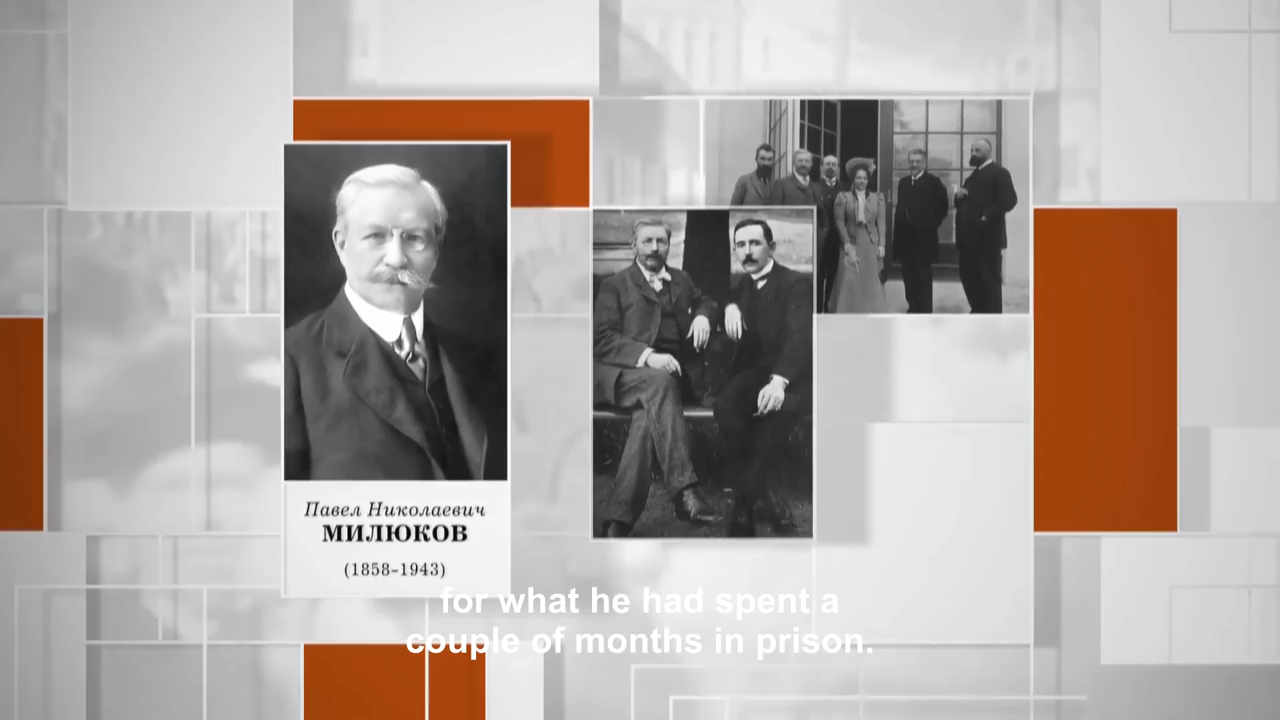 Павел Николаевич
МИЛЮКОВ
(1858–1943)
for what he had spent a
couple of months in prison.